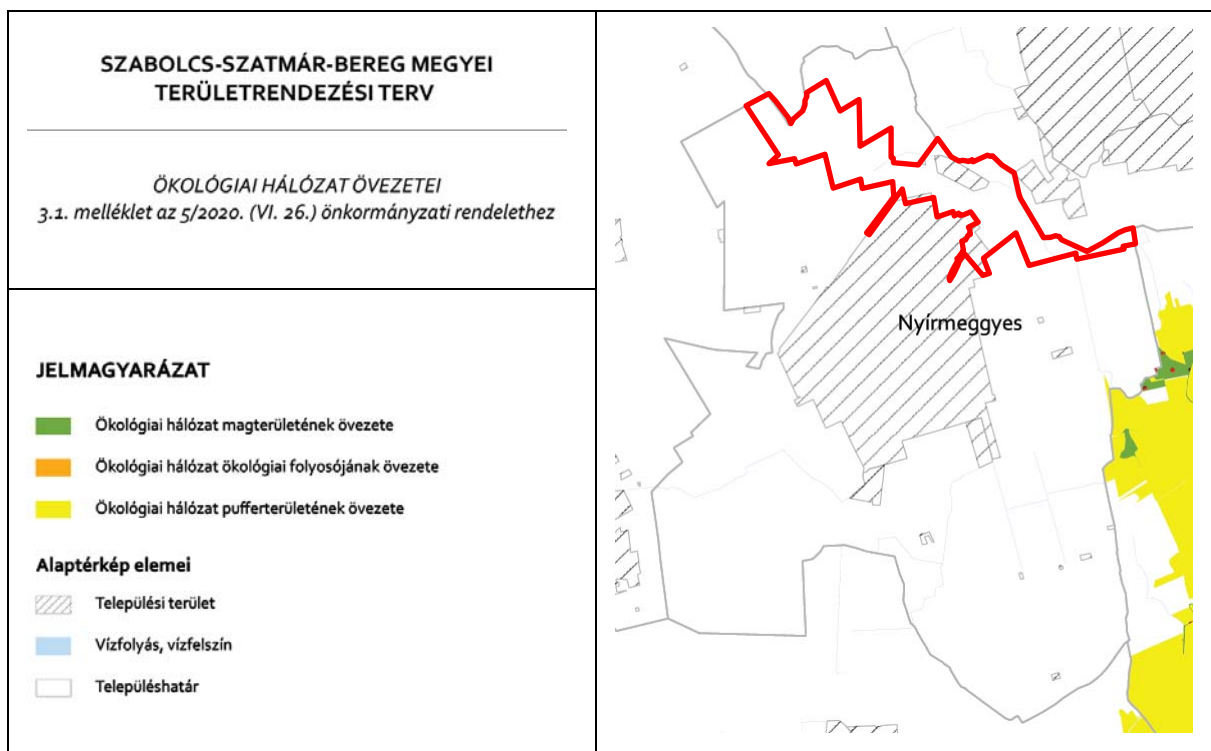 SZABOLCS-SZATMÁR-BEREG MEGYEI
TERÜLETRENDEZÉSI TERV
ÖKOLÓGIAI HÁLÓZAT ÖVEZETEI
3.1. melléklet az 5/2020. (VI. 26.) önkormányzati rendelethez
JELMAGYARÁZAT
Ökológiai hálózat magterületének övezete
Ökológiai hálózat ökológiai folyosójának övezete
Ökológiai hálózat pufferterületének övezete
Alaptérkép elemei
Települési terület
Vízfolyás, vízfelszín
Településhatár
Nyírmeggyes